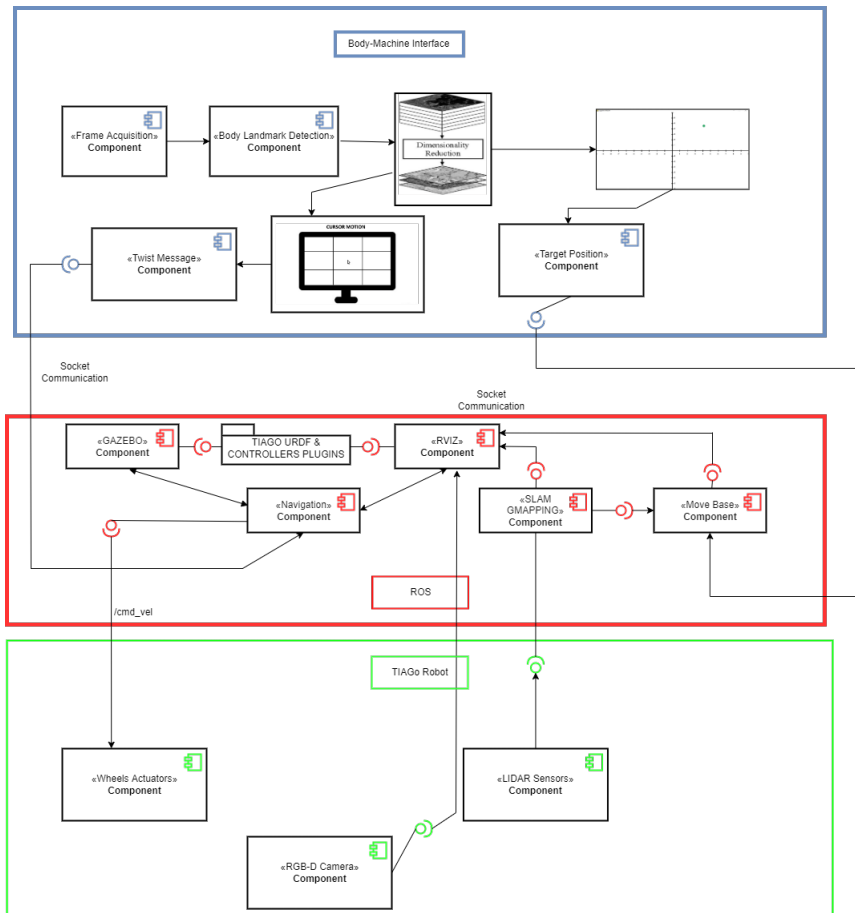 Body-Machine Interface
«Frame Acquisition»
Component
«Body Landmark Detection»
Component
Dimensionality
Reduction
CURSOR MOTION
«Twist Message»
Component
«Target Position»
Component
Socket
Communication
Socket
Communication
«GAZEBO»
Component
TIAGO URDF &
CONTROLLERS PLUGINS
«RVIZ»
Component
«Navigation»
Component
«SLAM
GMAPPING»
Component
«Move Base»
Component
ROS
/cmd_vel
TIAGo Robot
«Wheels Actuators»
Component
«LIDAR Sensors»
Component
«RGB-D Camera»
Component